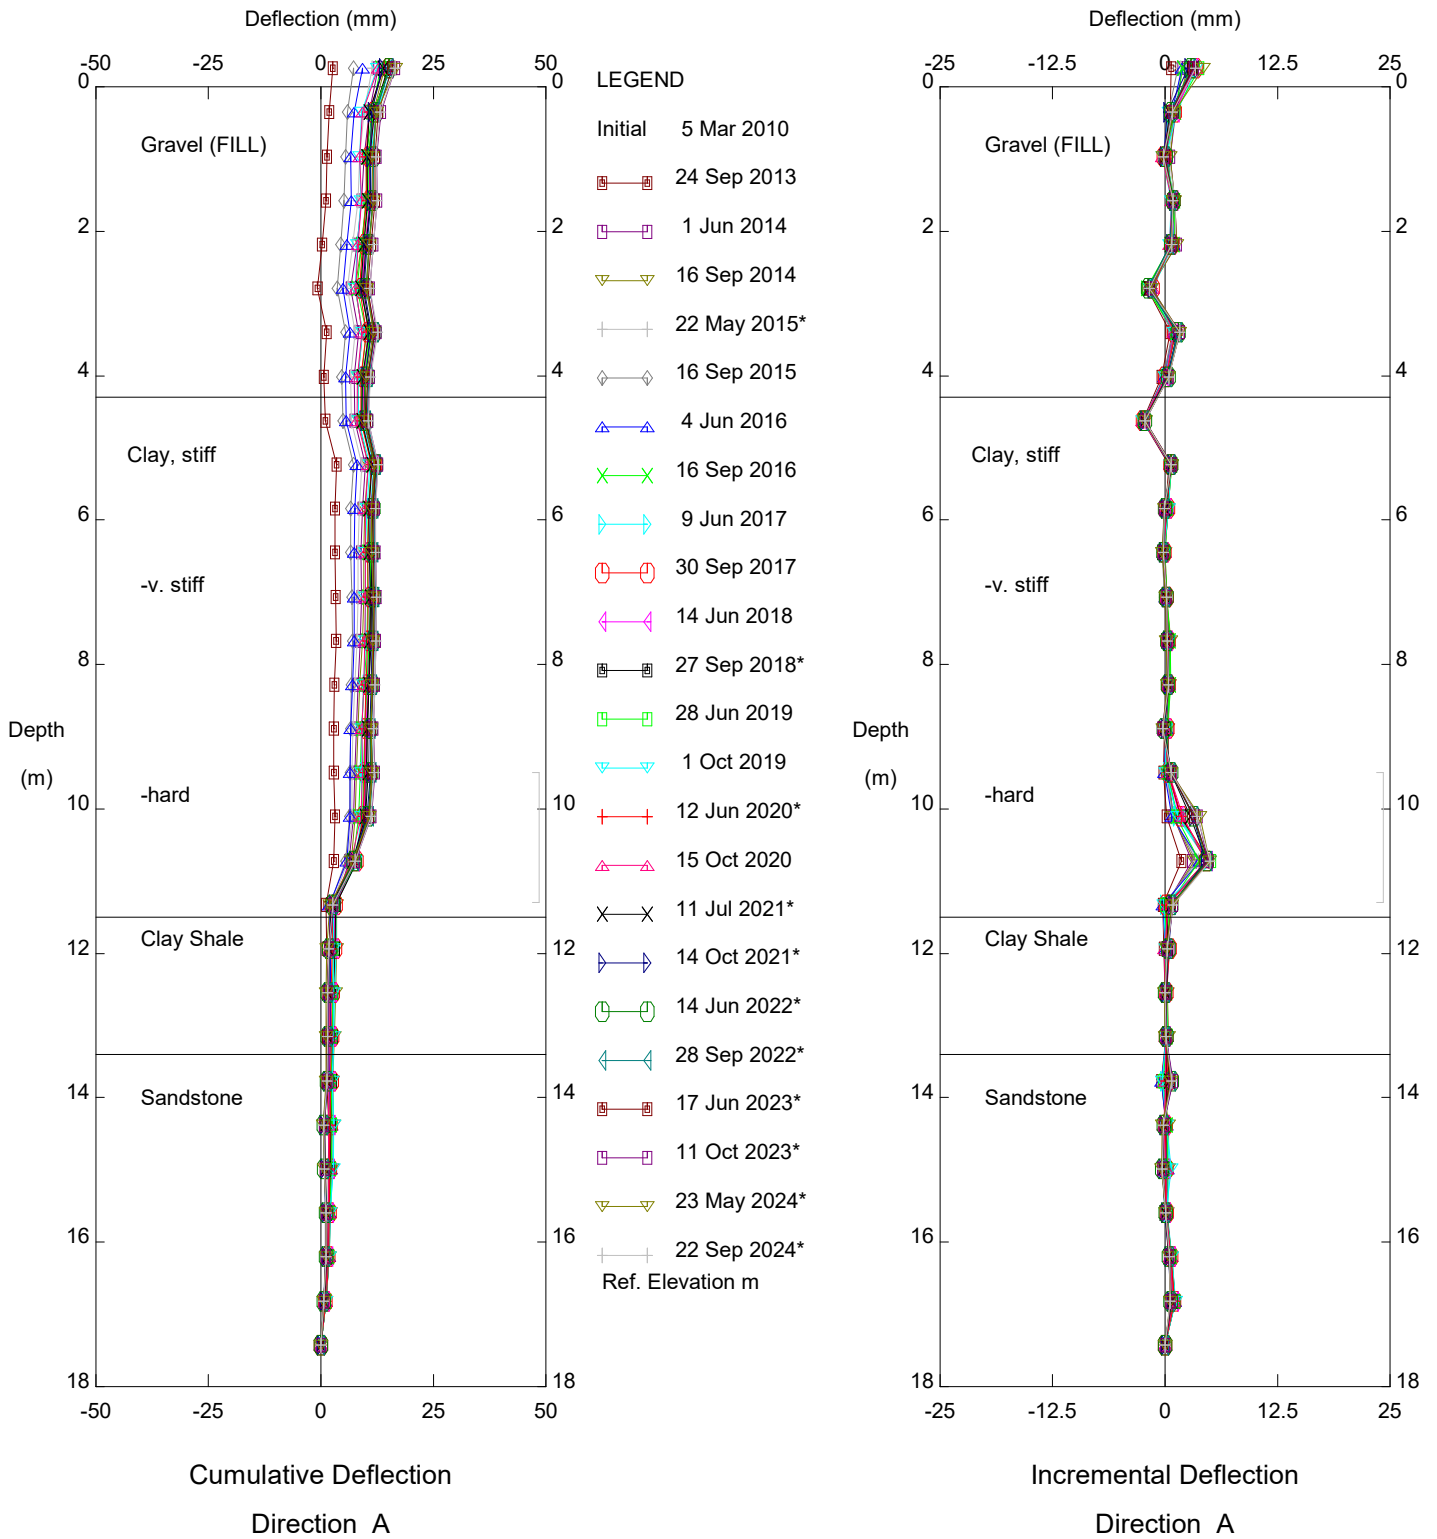 Deflection (mm)
-50 -25 0 25 50
0 0
Gravel (FILL)
2 2
4 4
Clay, stiff
6 6
-v. stiff
8 8
Depth
(m)
-hard
10 10
Clay Shale
12 12
Sandstone
14 14
16 16
18 18
-50 -25 0 25 50
Cumulative Deflection
Direction A
LEGEND
Initial 5 Mar 2010
24 Sep 2013
1 Jun 2014
16 Sep 2014
22 May 2015*
16 Sep 2015
4 Jun 2016
16 Sep 2016
9 Jun 2017
30 Sep 2017
14 Jun 2018
27 Sep 2018*
28 Jun 2019
1 Oct 2019
12 Jun 2020*
15 Oct 2020
11 Jul 2021*
14 Oct 2021*
14 Jun 2022*
28 Sep 2022*
17 Jun 2023*
11 Oct 2023*
23 May 2024*
22 Sep 2024*
Ref. Elevation m
Deflection (mm)
-25 -12.5 0 12.5 25
0 0
Gravel (FILL)
2 2
4 4
Clay, stiff
6 6
-v. stiff
8 8
Depth
(m)
-hard
10 10
Clay Shale
12 12
Sandstone
14 14
16 16
18 18
-25 -12.5 0 12.5 25
Incremental Deflection
Direction A